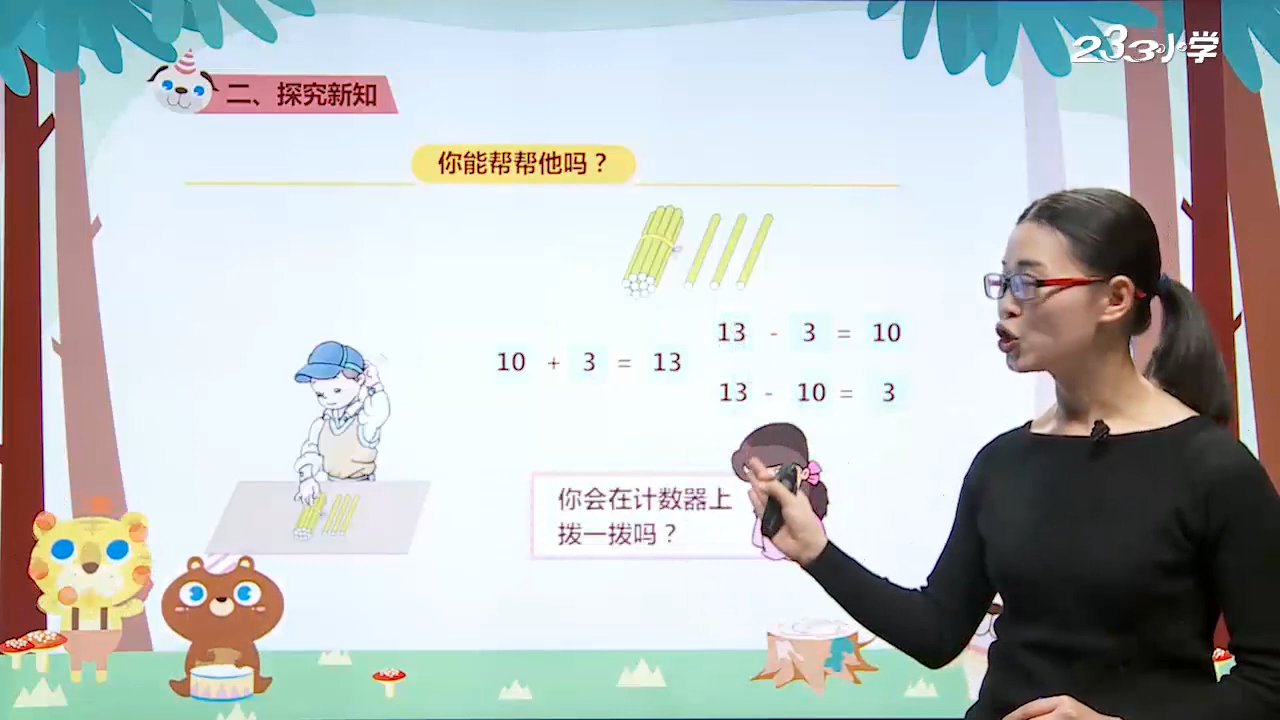 233小学
二、探究新知
你能帮帮他吗？
13 - 3 = 10
10 + 3 = 13
13 - 10 = 3
你会在计数器上
拨一拨吗？